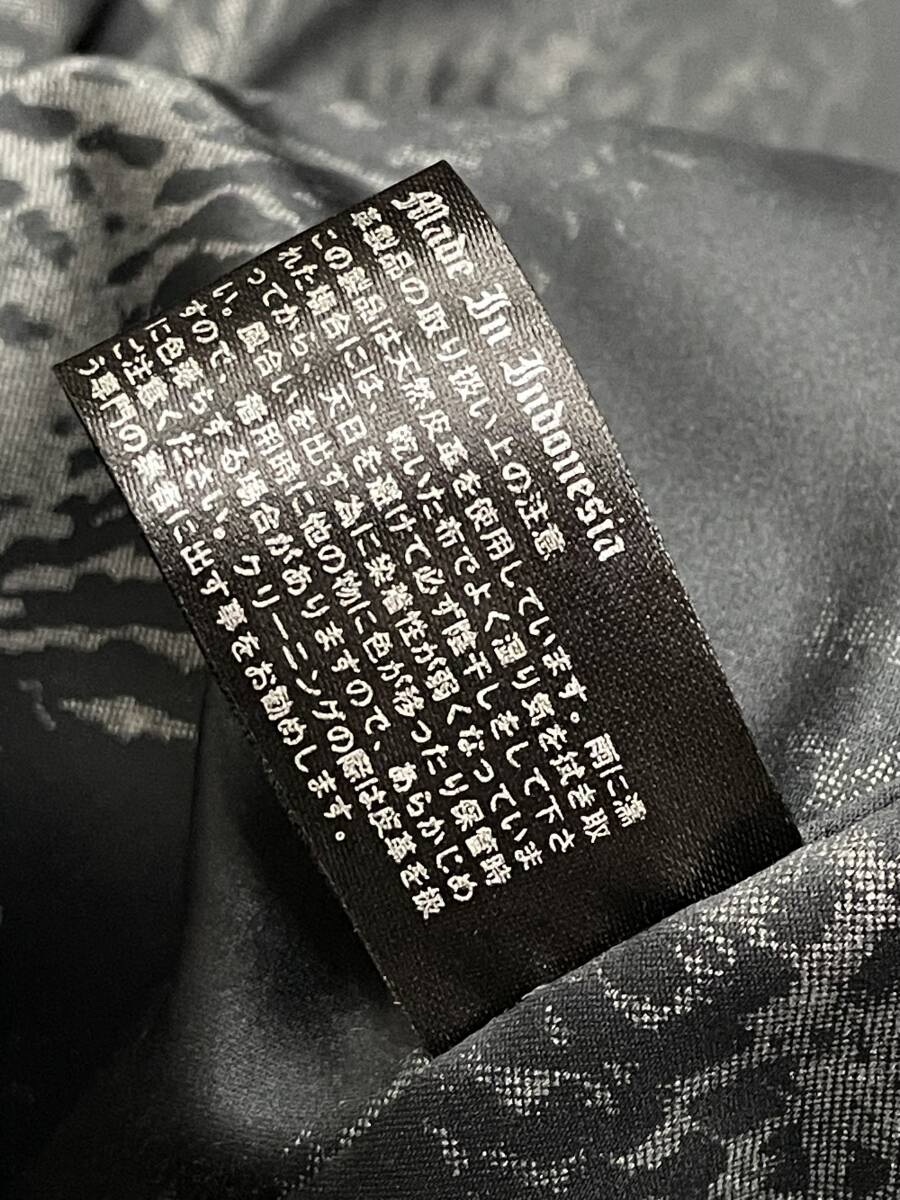 Made In Indonesia
革製品の取り扱い上の注意
この製品は天然皮革を使用しています。雨に濡
れた場合には、乾いた布でよく湿り気を拭き取
ってから、天日を避けて必ず陰干しをして下さ
い。風合いを出す為に染着性が弱くなっていま
すので、着用時に他の物に色が移ったり保管時
に色落ちする場合がありますので、あらかじめ
ご注意ください。クリーニングの際は皮革を扱
う専門の業者に出す事をお勧めします。